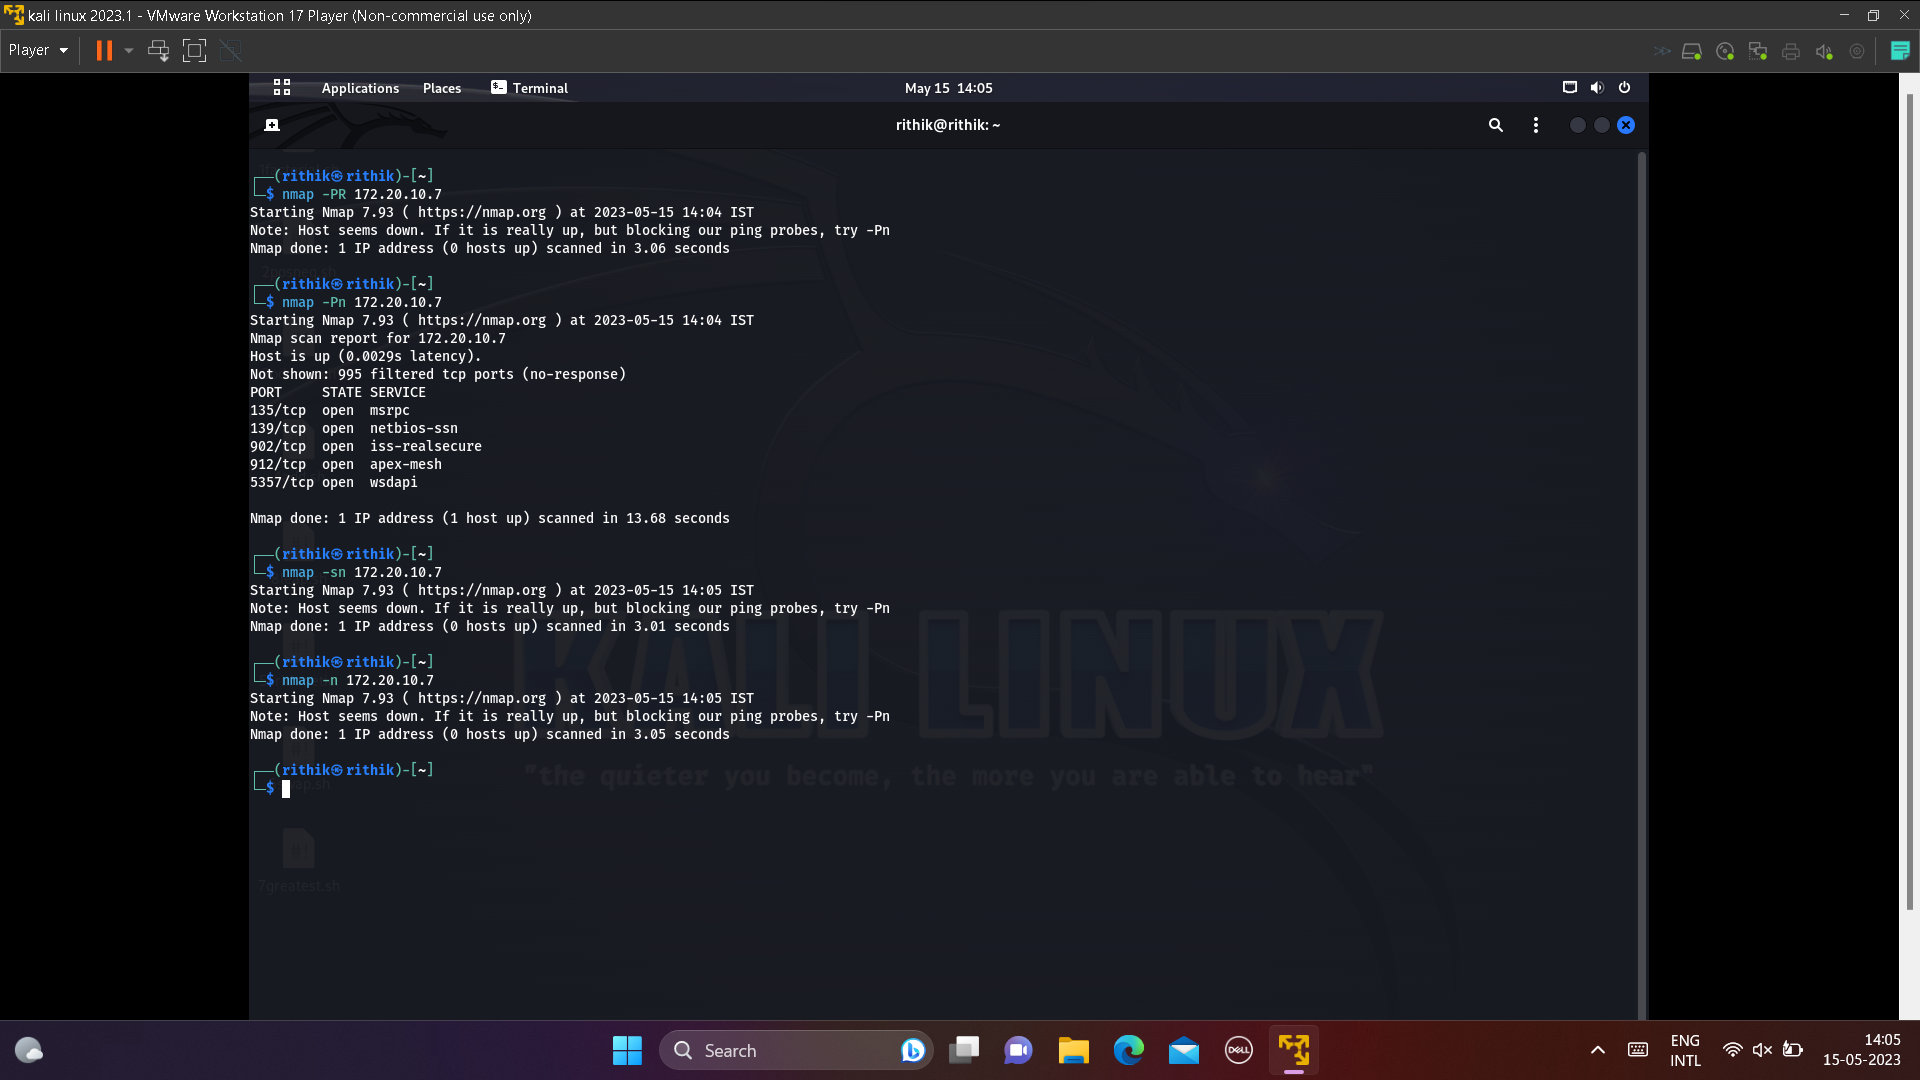 kali linux 2023.1 - VMware Workstation 17 Player (Non-commercial use only)
Player
Applications Places Terminal May 15 14:05
rithik@rithik: ~
┌──(rithik㉿rithik)-[~]
└─$ nmap -PR 172.20.10.7
Starting Nmap 7.93 ( https://nmap.org ) at 2023-05-15 14:04 IST
Note: Host seems down. If it is really up, but blocking our ping probes, try -Pn
Nmap done: 1 IP address (0 hosts up) scanned in 3.06 seconds
┌──(rithik㉿rithik)-[~]
└─$ nmap -Pn 172.20.10.7
Starting Nmap 7.93 ( https://nmap.org ) at 2023-05-15 14:04 IST
Nmap scan report for 172.20.10.7
Host is up (0.0029s latency).
Not shown: 995 filtered tcp ports (no-response)
PORT     STATE SERVICE
135/tcp  open  msrpc
139/tcp  open  netbios-ssn
902/tcp  open  iss-realsecure
912/tcp  open  apex-mesh
5357/tcp open  wsdapi
Nmap done: 1 IP address (1 host up) scanned in 13.68 seconds
┌──(rithik㉿rithik)-[~]
└─$ nmap -sn 172.20.10.7
Starting Nmap 7.93 ( https://nmap.org ) at 2023-05-15 14:05 IST
Note: Host seems down. If it is really up, but blocking our ping probes, try -Pn
Nmap done: 1 IP address (0 hosts up) scanned in 3.01 seconds
┌──(rithik㉿rithik)-[~]
└─$ nmap -n 172.20.10.7
Starting Nmap 7.93 ( https://nmap.org ) at 2023-05-15 14:05 IST
Note: Host seems down. If it is really up, but blocking our ping probes, try -Pn
Nmap done: 1 IP address (0 hosts up) scanned in 3.05 seconds
┌──(rithik㉿rithik)-[~]
└─$
KALI LINUX
"the quieter you become, the more you are able to hear"
7greatest.sh
Search
DELL
ENG
INTL
14:05
15-05-2023